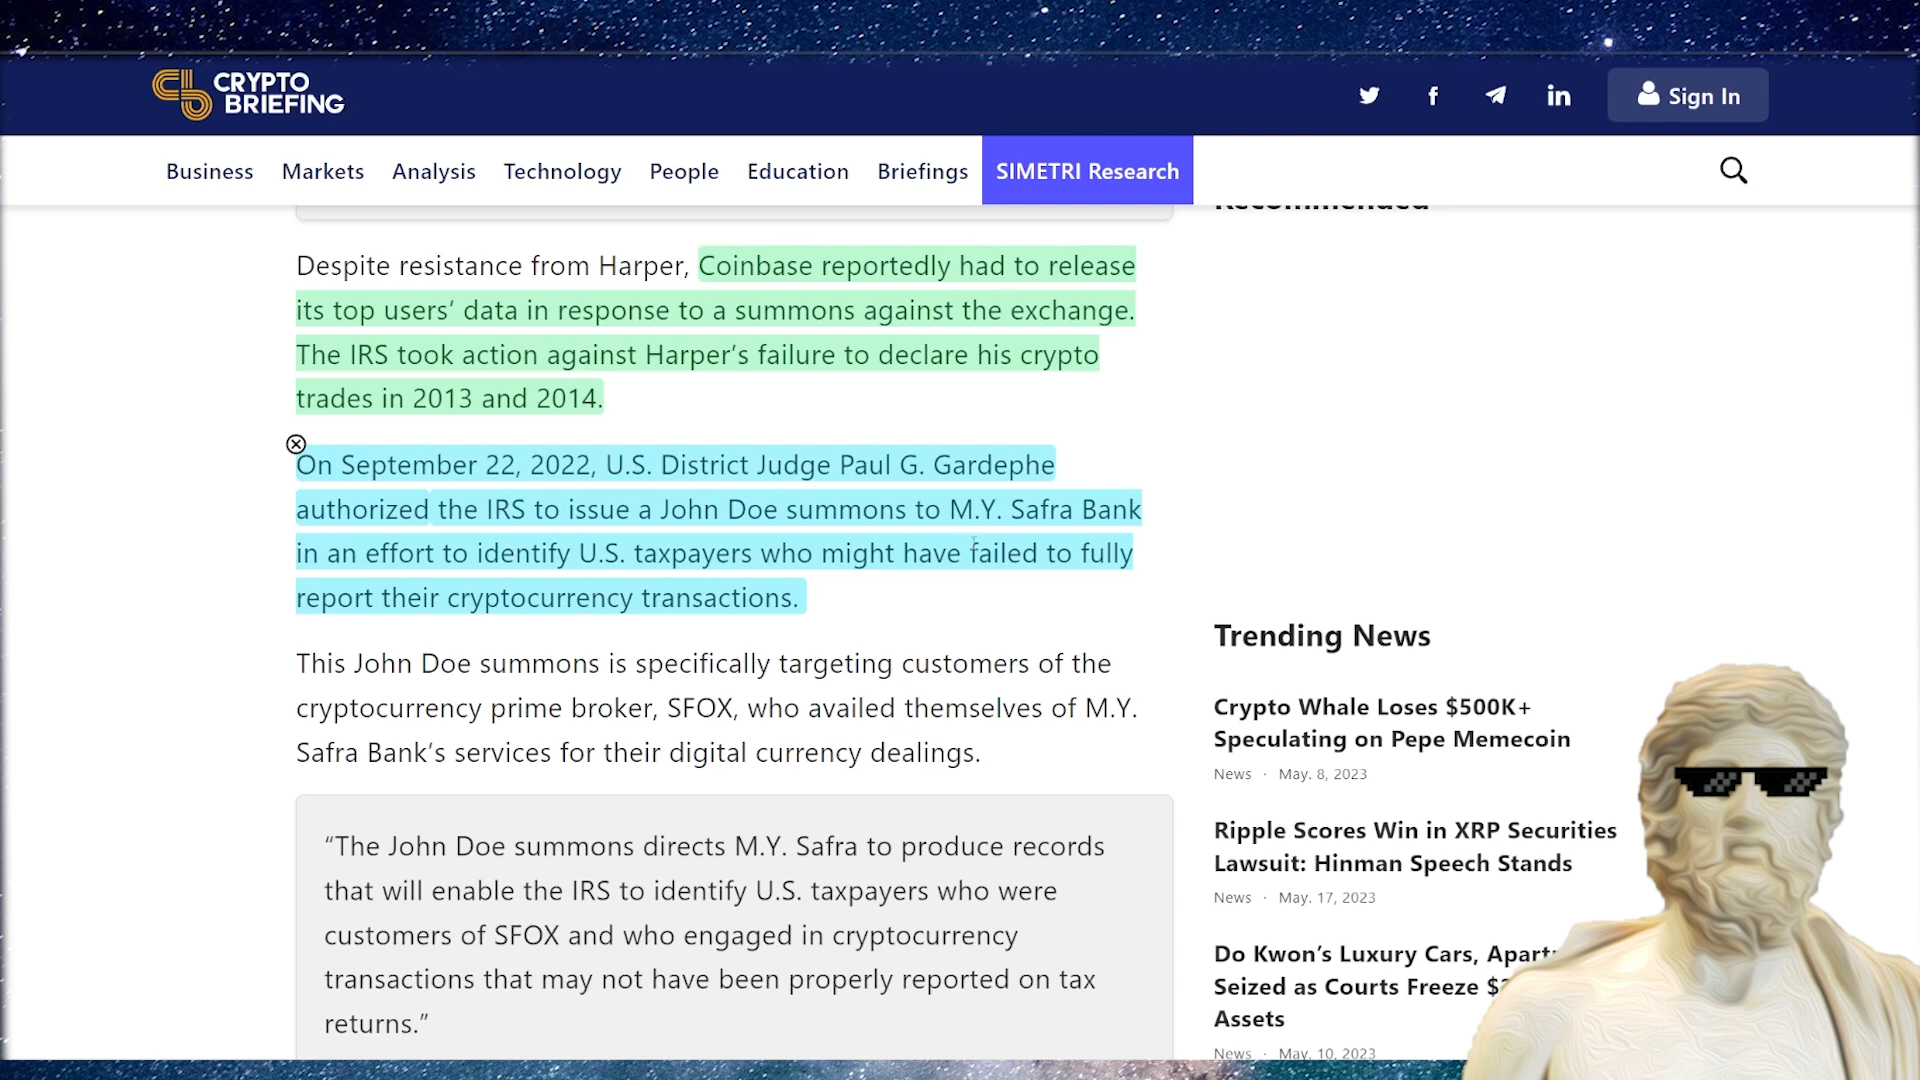 CRYPTO
BRIEFING
Sign In
Business Markets Analysis Technology People Education Briefings SIMETRI Research
Recommended
Despite resistance from Harper, Coinbase reportedly had to release
its top users’ data in response to a summons against the exchange.
The IRS took action against Harper’s failure to declare his crypto
trades in 2013 and 2014.
On September 22, 2022, U.S. District Judge Paul G. Gardephe
authorized the IRS to issue a John Doe summons to M.Y. Safra Bank
in an effort to identify U.S. taxpayers who might have failed to fully
report their cryptocurrency transactions.
This John Doe summons is specifically targeting customers of the
cryptocurrency prime broker, SFOX, who availed themselves of M.Y.
Safra Bank’s services for their digital currency dealings.
“The John Doe summons directs M.Y. Safra to produce records
that will enable the IRS to identify U.S. taxpayers who were
customers of SFOX and who engaged in cryptocurrency
transactions that may not have been properly reported on tax
returns.”
Trending News
Crypto Whale Loses $500K+
Speculating on Pepe Memecoin
News · May. 8, 2023
Ripple Scores Win in XRP Securities
Lawsuit: Hinman Speech Stands
News · May. 17, 2023
Do Kwon’s Luxury Cars,
Seized as Courts Freeze
Assets
News · May. 10, 2023